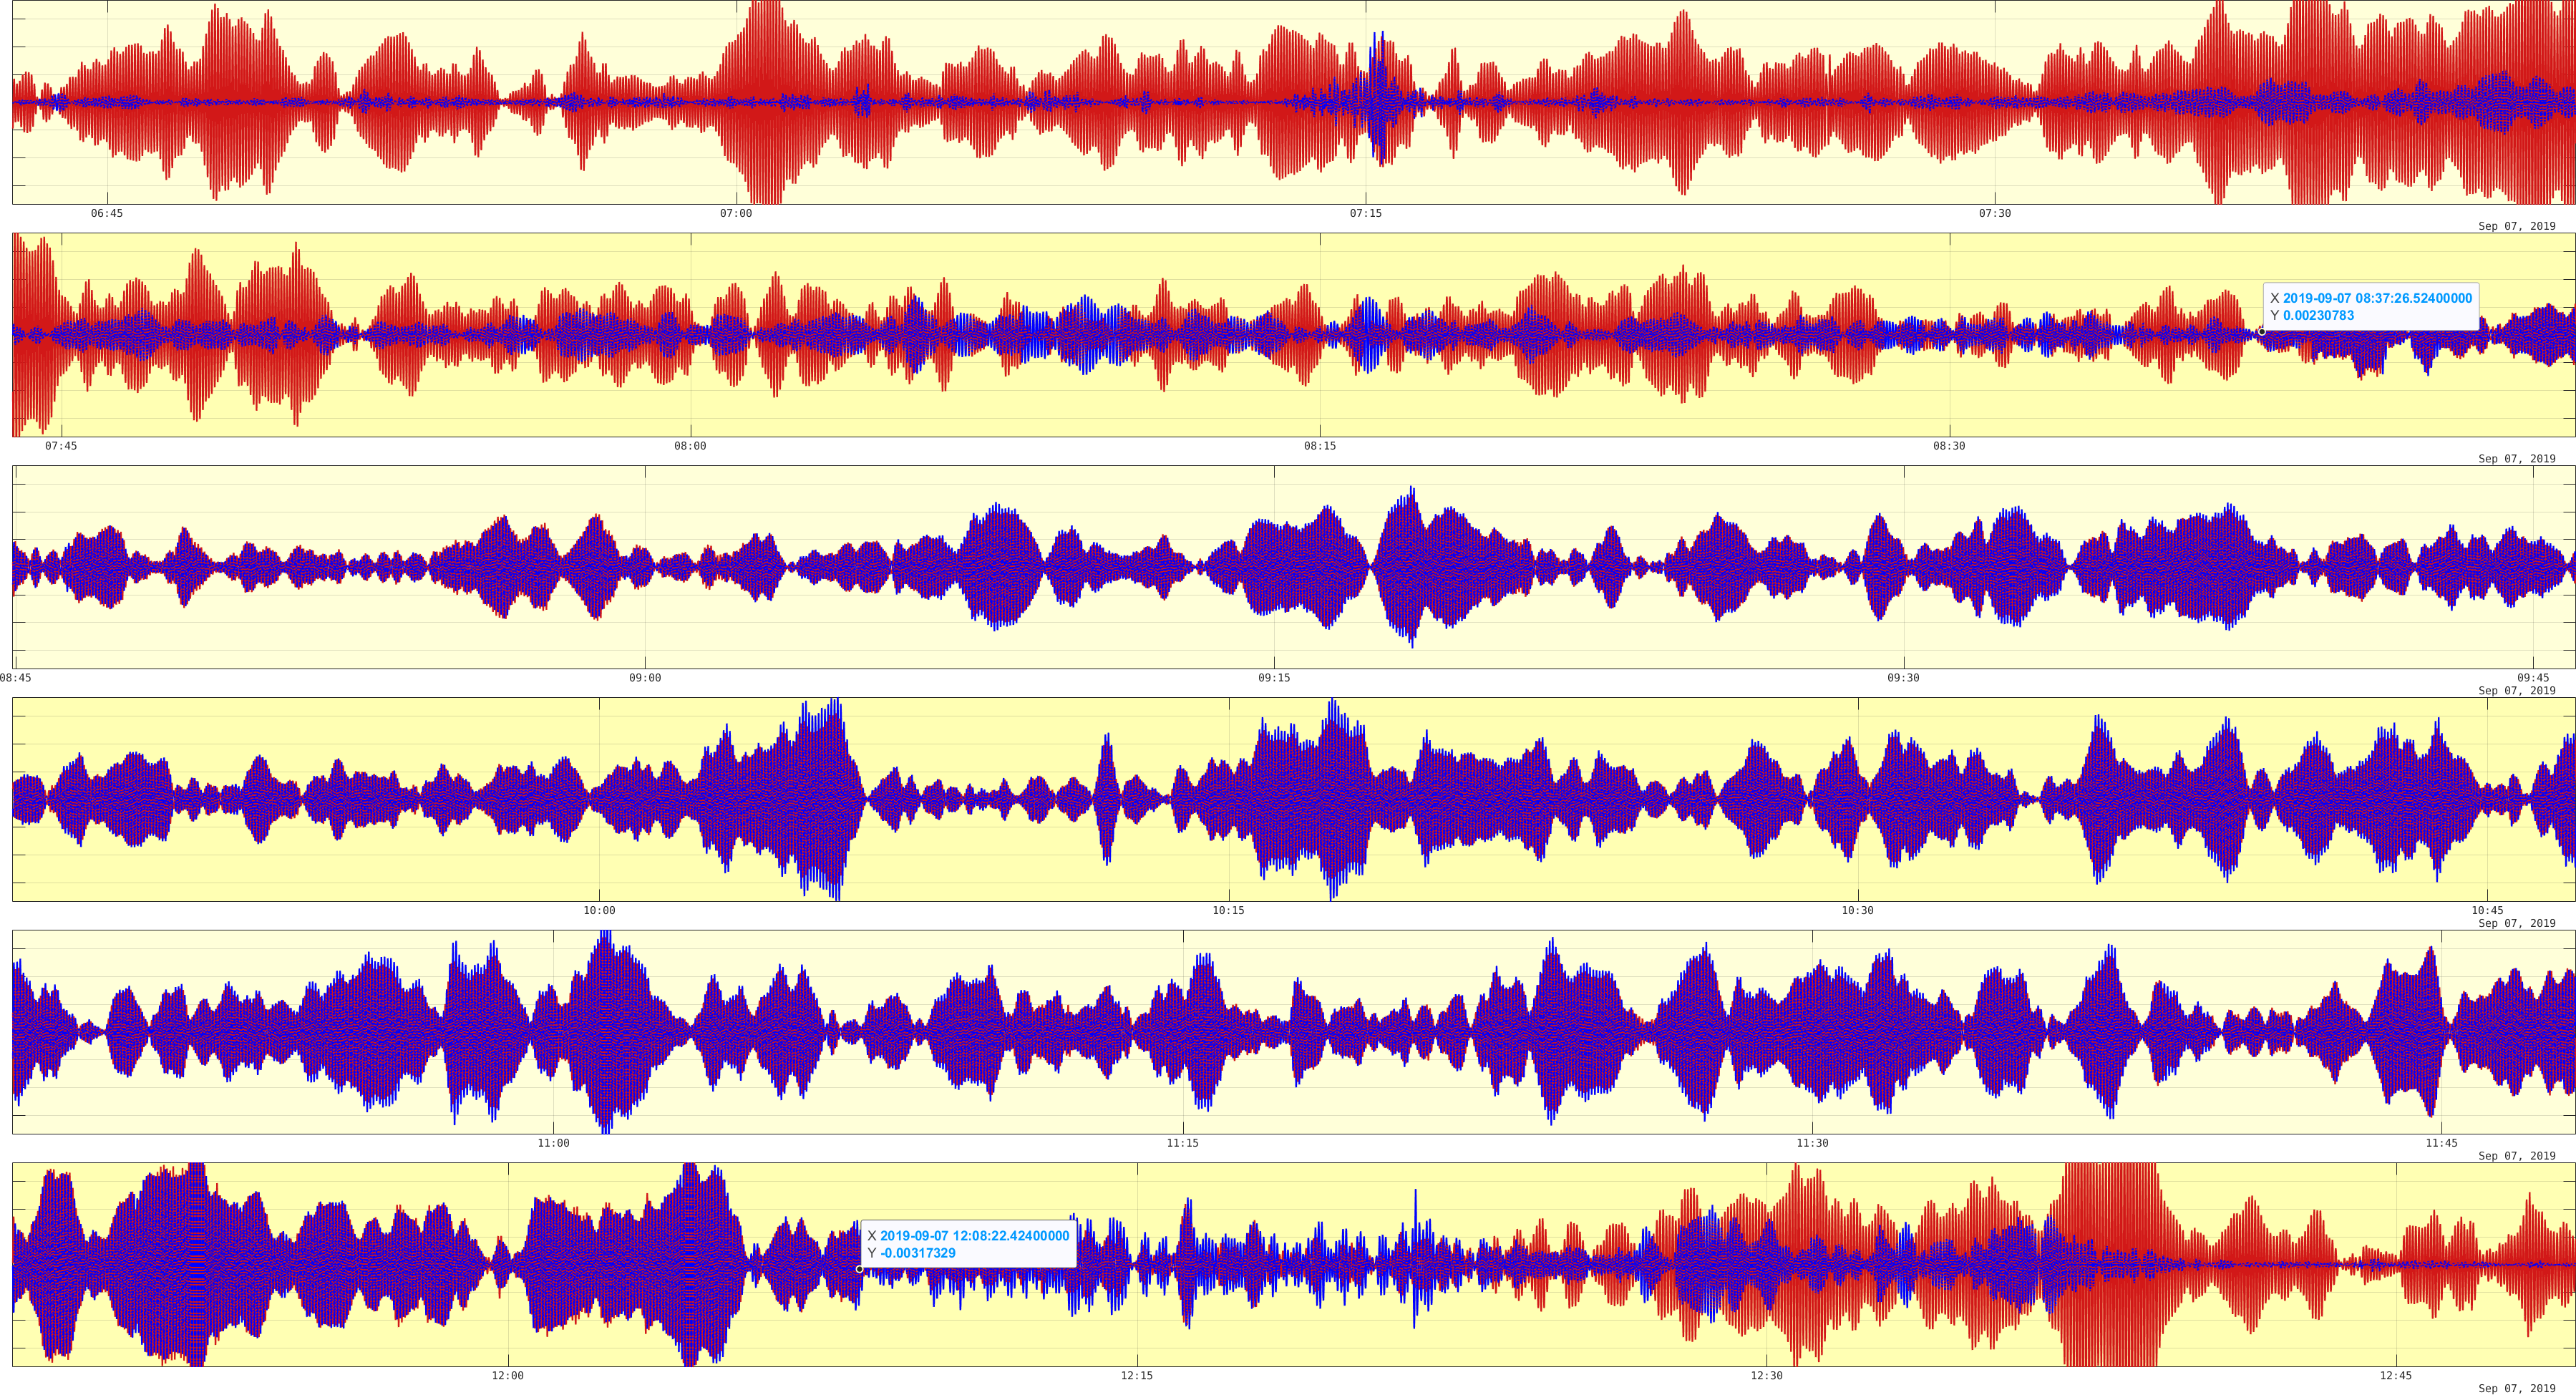 06:45 07:00 07:15 07:30
Sep 07, 2019
X 2019-09-07 08:37:26.52400000
Y 0.00230783
07:45 08:00 08:15 08:30
Sep 07, 2019
08:45 09:00 09:15 09:30 09:45
Sep 07, 2019
10:00 10:15 10:30 10:45
Sep 07, 2019
11:00 11:15 11:30 11:45
Sep 07, 2019
X 2019-09-07 12:08:22.42400000
Y -0.00317329
12:00 12:15 12:30 12:45
Sep 07, 2019